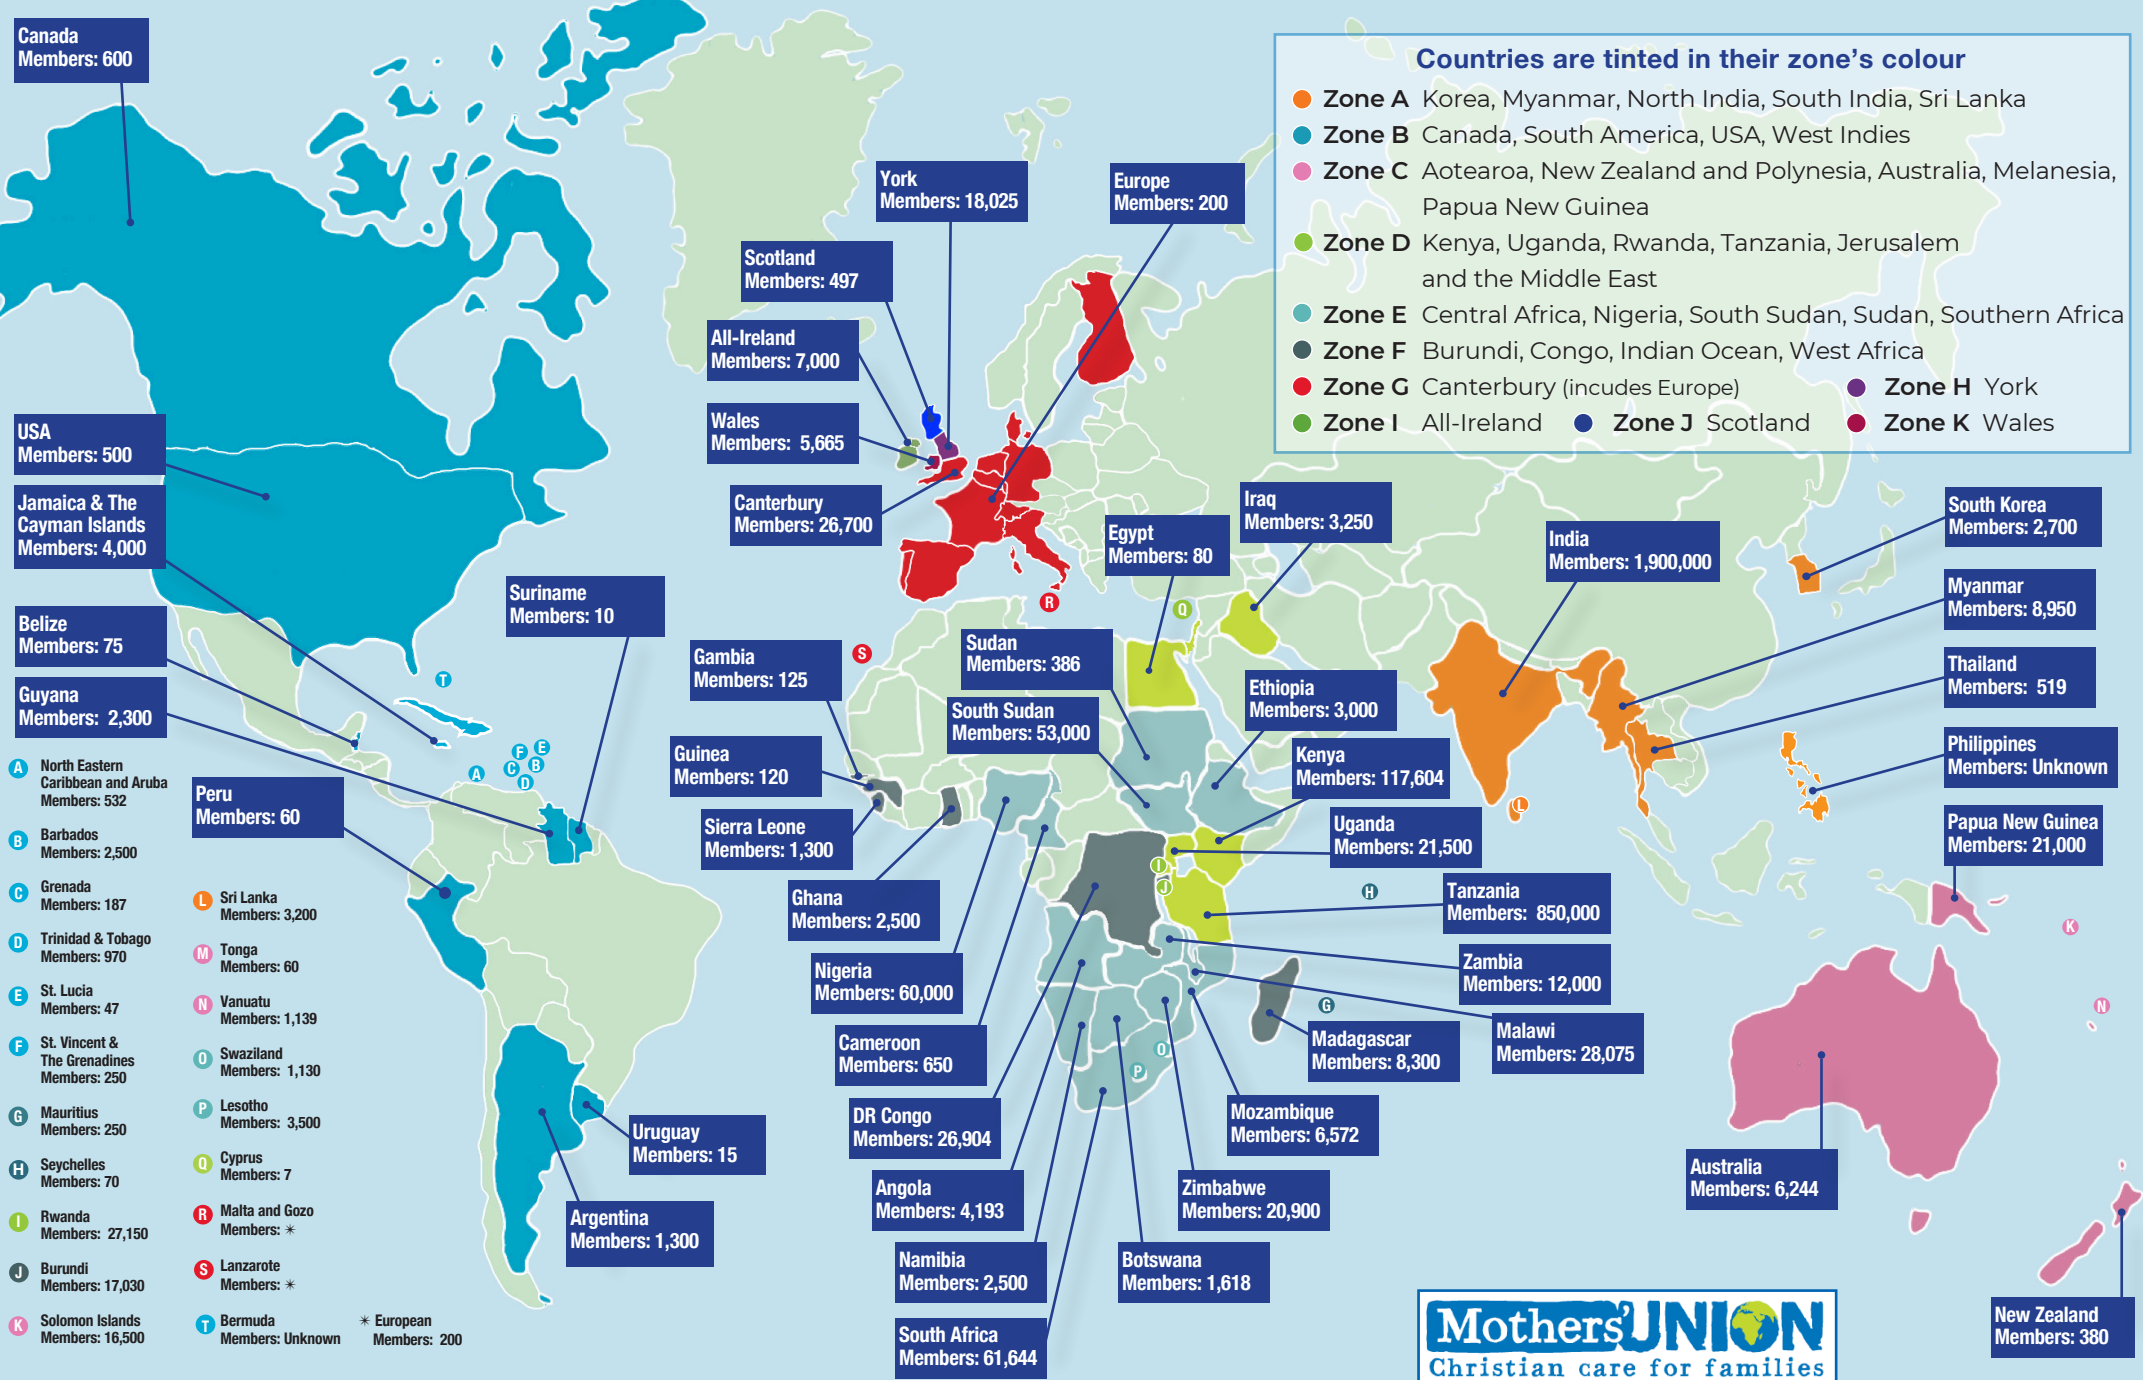 Canada
Members: 600
USA
Members: 500
Jamaica & The
Cayman Islands
Members: 4,000
Belize
Members: 75
Guyana
Members: 2,300
Suriname
Members: 10
Peru
Members: 60
Uruguay
Members: 15
Argentina
Members: 1,300
A
North Eastern
Caribbean and Aruba
Members: 532
B
Barbados
Members: 2,500
C
Grenada
Members: 187
D
Trinidad & Tobago
Members: 970
E
St. Lucia
Members: 47
F
St. Vincent &
The Grenadines
Members: 250
G
Mauritius
Members: 250
H
Seychelles
Members: 70
I
Rwanda
Members: 27,150
J
Burundi
Members: 17,030
K
Solomon Islands
Members: 16,500
L
Sri Lanka
Members: 3,200
M
Tonga
Members: 60
N
Vanuatu
Members: 1,139
O
Swaziland
Members: 1,130
P
Lesotho
Members: 3,500
Q
Cyprus
Members: 7
R
Malta and Gozo
Members: ✶
S
Lanzarote
Members: ✶
T
Bermuda
Members: Unknown
✶ European
Members: 200
T
F
E
C
B
A
D
York
Members: 18,025
Europe
Members: 200
Scotland
Members: 497
All-Ireland
Members: 7,000
Wales
Members: 5,665
Canterbury
Members: 26,700
R
S
Q
Egypt
Members: 80
Iraq
Members: 3,250
Gambia
Members: 125
Sudan
Members: 386
South Sudan
Members: 53,000
Ethiopia
Members: 3,000
Guinea
Members: 120
Kenya
Members: 117,604
Sierra Leone
Members: 1,300
Uganda
Members: 21,500
Ghana
Members: 2,500
Tanzania
Members: 850,000
Nigeria
Members: 60,000
Zambia
Members: 12,000
Cameroon
Members: 650
Madagascar
Members: 8,300
Malawi
Members: 28,075
DR Congo
Members: 26,904
Mozambique
Members: 6,572
Angola
Members: 4,193
Zimbabwe
Members: 20,900
Namibia
Members: 2,500
Botswana
Members: 1,618
South Africa
Members: 61,644
I
J
H
G
O
P
India
Members: 1,900,000
South Korea
Members: 2,700
Myanmar
Members: 8,950
Thailand
Members: 519
Philippines
Members: Unknown
Papua New Guinea
Members: 21,000
L
K
N
Australia
Members: 6,244
New Zealand
Members: 380
Countries are tinted in their zone's colour
Zone A Korea, Myanmar, North India, South India, Sri Lanka
Zone B Canada, South America, USA, West Indies
Zone C Aotearoa, New Zealand and Polynesia, Australia, Melanesia,
Papua New Guinea
Zone D Kenya, Uganda, Rwanda, Tanzania, Jerusalem
and the Middle East
Zone E Central Africa, Nigeria, South Sudan, Sudan, Southern Africa
Zone F Burundi, Congo, Indian Ocean, West Africa
Zone G Canterbury (incudes Europe) Zone H York
Zone I All-Ireland Zone J Scotland Zone K Wales
Mothers' UNION
Christian care for families